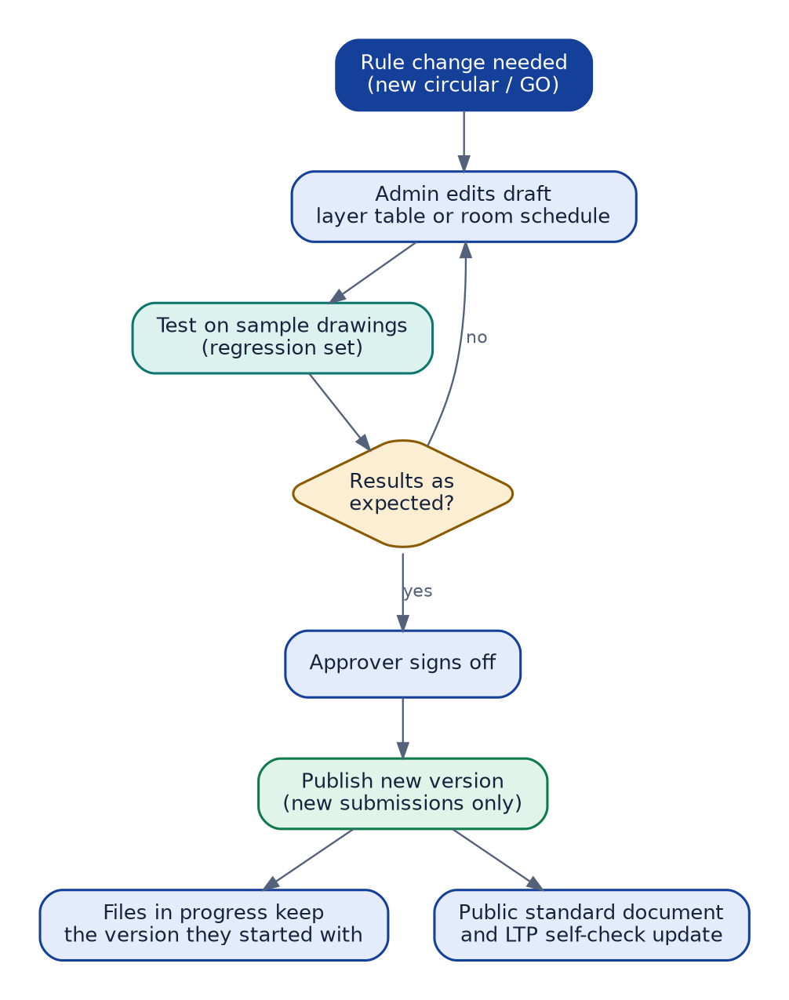 Rule change needed
(new circular / GO)
Admin edits draft
layer table or room schedule
Test on sample drawings
(regression set)
no
Results as
expected?
yes
Approver signs off
Publish new version
(new submissions only)
Files in progress keep
the version they started with
Public standard document
and LTP self-check update